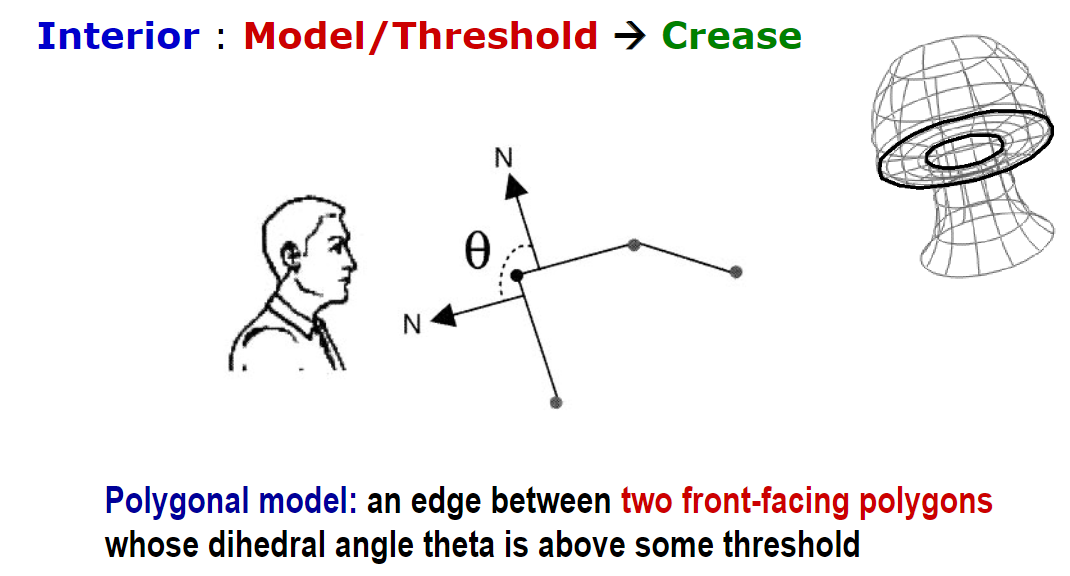 Interior : Model/Threshold → Crease
N
θ
N
Polygonal model: an edge between two front-facing polygons
whose dihedral angle theta is above some threshold